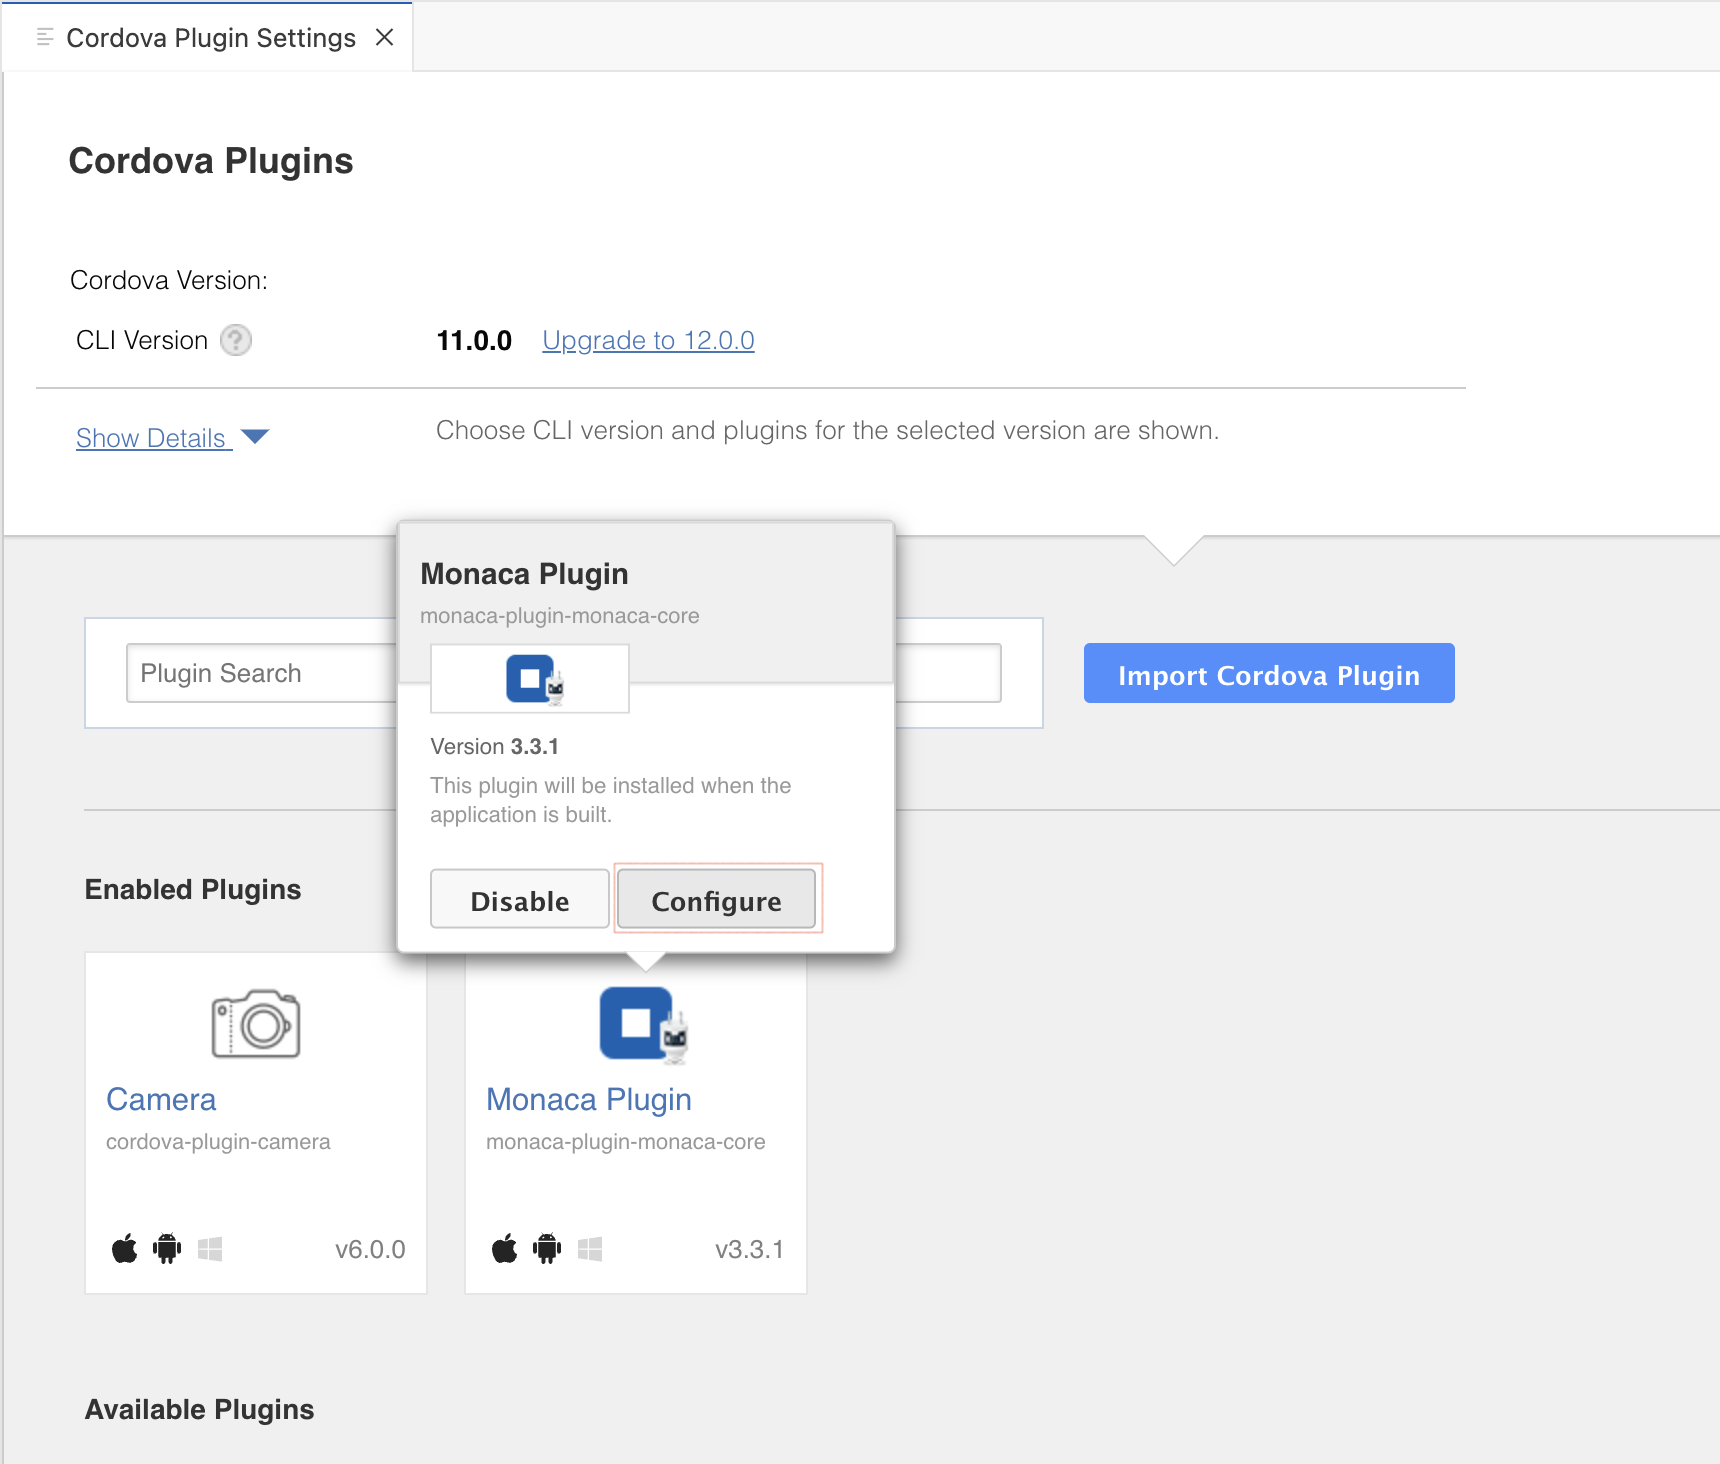 Cordova Plugin Settings
Cordova Plugins
Cordova Version:
CLI Version ?
11.0.0 Upgrade to 12.0.0
Show Details
Choose CLI version and plugins for the selected version are shown.
Monaca Plugin
monaca-plugin-monaca-core
Plugin Search
Import Cordova Plugin
Version 3.3.1
This plugin will be installed when the
application is built.
Disable
Configure
Enabled Plugins
Camera
cordova-plugin-camera
v6.0.0
Monaca Plugin
monaca-plugin-monaca-core
v3.3.1
Available Plugins